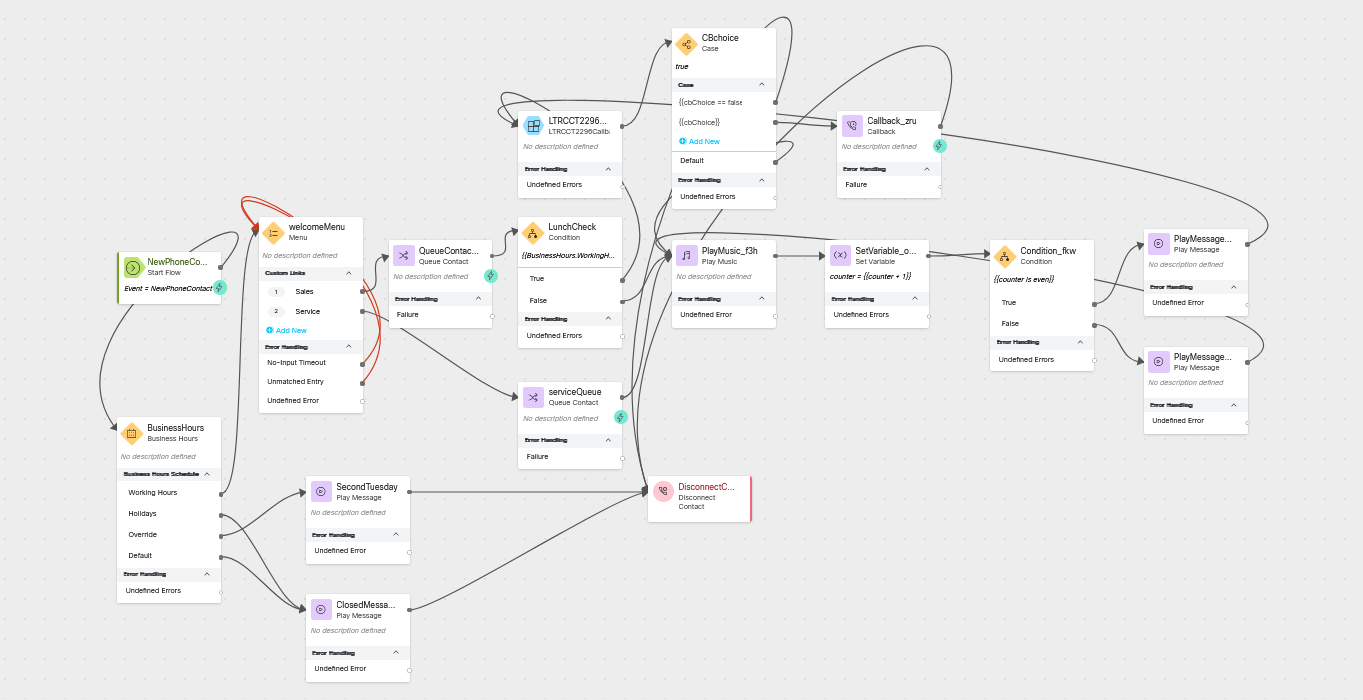 NewPhoneCo...
Start Flow
Event = NewPhoneContact
welcomeMenu
Menu
No description defined
Custom Links
1 Sales
2 Service
Add New
Error Handling
No-Input Timeout
Unmatched Entry
Undefined Error
BusinessHours
Business Hours
No description defined
Business Hours Schedule
Working Hours
Holidays
Override
Default
Error Handling
Undefined Errors
QueueContac...
Queue Contact
No description defined
Error Handling
Failure
SecondTuesday
Play Message
No description defined
Error Handling
Undefined Error
ClosedMessa...
Play Message
No description defined
Error Handling
Undefined Error
LTRCCT2296...
LTRCCT2296Callb
No description defined
Error Handling
Undefined Errors
LunchCheck
Condition
{{BusinessHours.WorkingH...
True
False
Error Handling
Undefined Errors
serviceQueue
Queue Contact
No description defined
Error Handling
Failure
CBchoice
Case
true
Case
{{cbChoice == false
{{cbChoice}}
Add New
Default
Error Handling
Undefined Errors
PlayMusic_f3h
Play Music
No description defined
Error Handling
Undefined Error
DisconnectC...
Disconnect
Contact
Callback_zru
Callback
No description defined
Error Handling
Failure
SetVariable_o...
Set Variable
counter = {{counter + 1}}
Error Handling
Undefined Errors
Condition_fkw
Condition
{{counter is even}}
True
False
Error Handling
Undefined Errors
PlayMessage...
Play Message
No description defined
Error Handling
Undefined Error
PlayMessage...
Play Message
No description defined
Error Handling
Undefined Error